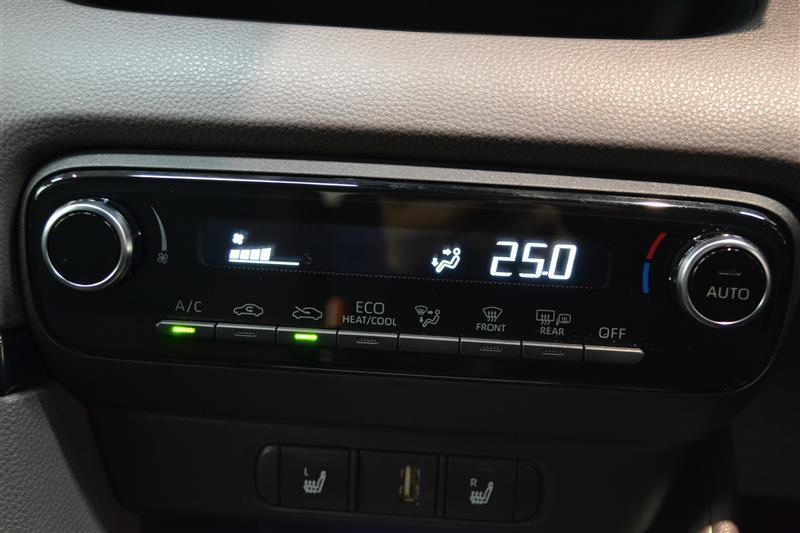 25.0
AUTO
A/C
ECO
HEAT/COOL
FRONT
REAR
OFF
L
R